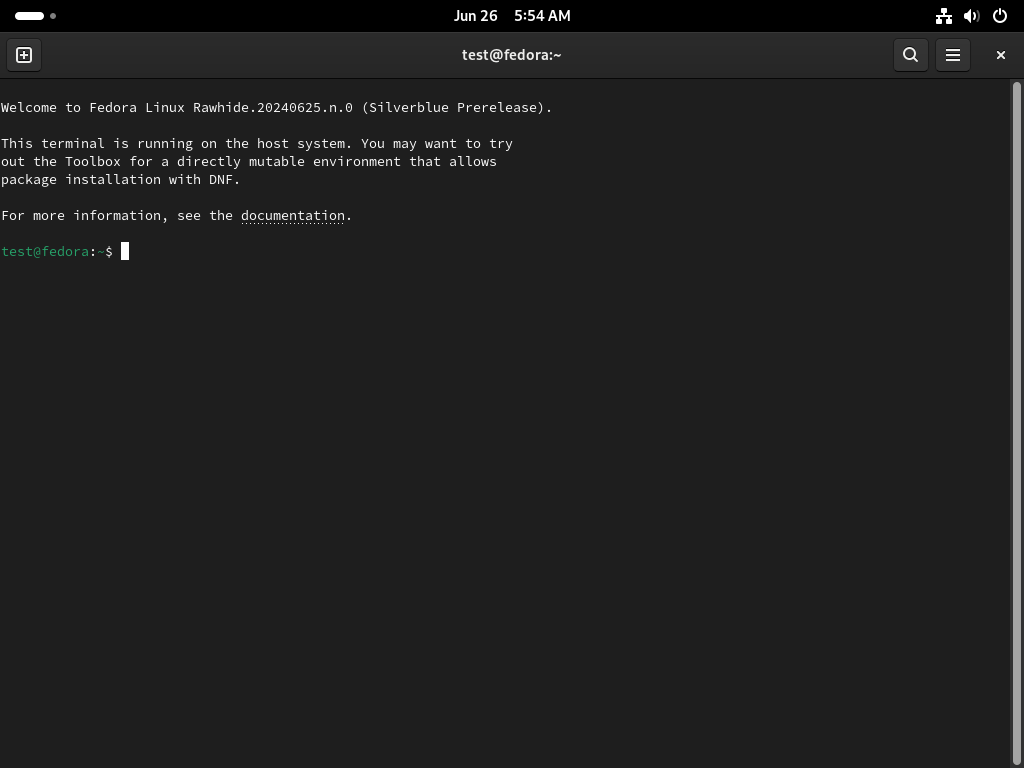 Jun 26 5:54 AM
test@fedora:~
Welcome to Fedora Linux Rawhide.20240625.n.0 (Silverblue Prerelease).
This terminal is running on the host system. You may want to try
out the Toolbox for a directly mutable environment that allows
package installation with DNF.
For more information, see the documentation.
test@fedora:~$